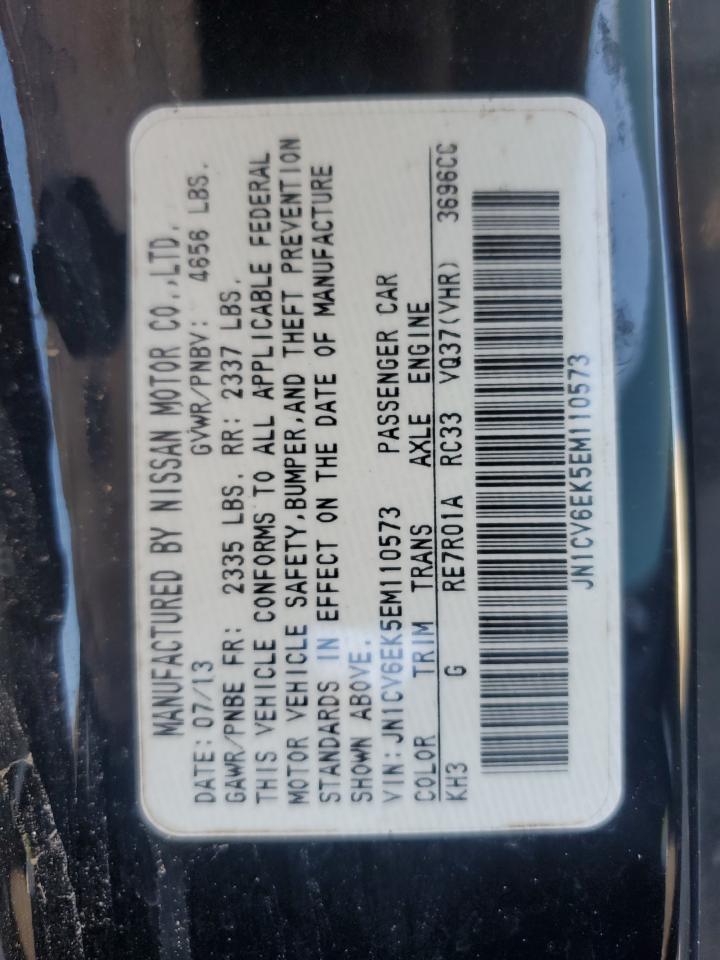 MANUFACTURED BY NISSAN MOTOR CO.,LTD.
DATE: 07/13 GVWR/PNBV: 4656 LBS.
GAWR/PNBE FR: 2335 LBS. RR: 2337 LBS.
THIS VEHICLE CONFORMS TO ALL APPLICABLE FEDERAL
MOTOR VEHICLE SAFETY,BUMPER,AND THEFT PREVENTION
STANDARDS IN EFFECT ON THE DATE OF MANUFACTURE
SHOWN ABOVE.
VIN:JN1CV6EK5EM110573 PASSENGER CAR
COLOR TRIM TRANS AXLE ENGINE
KH3 G RE7R01A RC33 VQ37(VHR) 3696CC
JN1CV6EK5EM110573